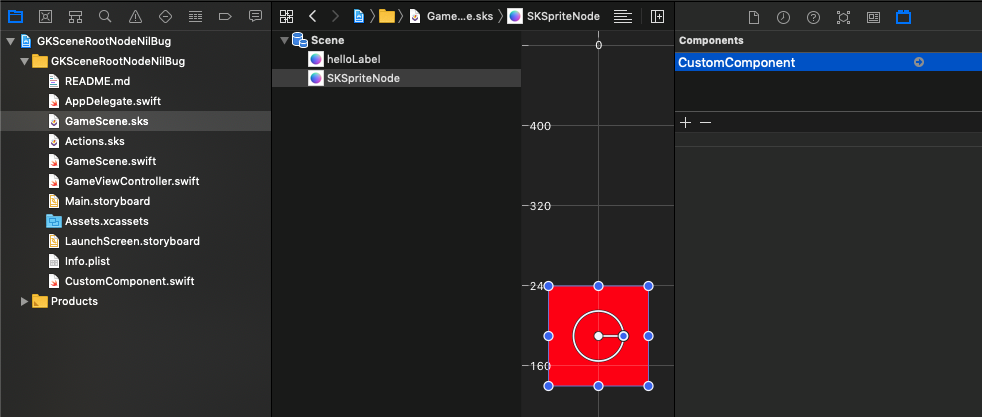 Game...e.sks SKSpriteNode
GKSceneRootNodeNilBug
GKSceneRootNodeNilBug
README.md
AppDelegate.swift
GameScene.sks
Actions.sks
GameScene.swift
GameViewController.swift
Main.storyboard
Assets.xcassets
LaunchScreen.storyboard
Info.plist
CustomComponent.swift
Products
Scene
helloLabel
SKSpriteNode
0
400
320
24
160
Components
CustomComponent